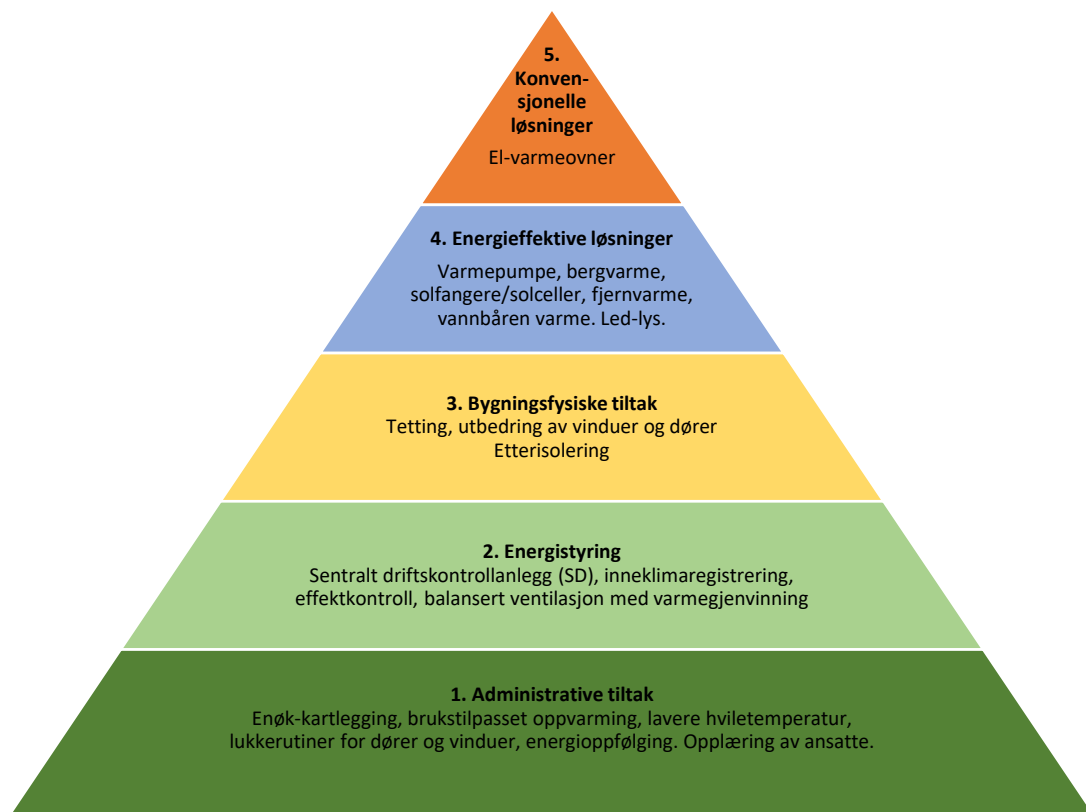 5.
Konven-
sjonelle
løsninger
El-varmeovner
4. Energieffektive løsninger
Varmepumpe, bergvarme,
solfangere/solceller, fjernvarme,
vannbåren varme. Led-lys.
3. Bygningsfysiske tiltak
Tetting, utbedring av vinduer og dører
Etterisolering
2. Energistyring
Sentralt driftskontrollanlegg (SD), inneklimaregistrering,
effektkontroll, balansert ventilasjon med varmegjenvinning
1. Administrative tiltak
Enøk-kartlegging, brukstilpasset oppvarming, lavere hviletemperatur,
lukkerutiner for dører og vinduer, energioppfølging. Opplæring av ansatte.